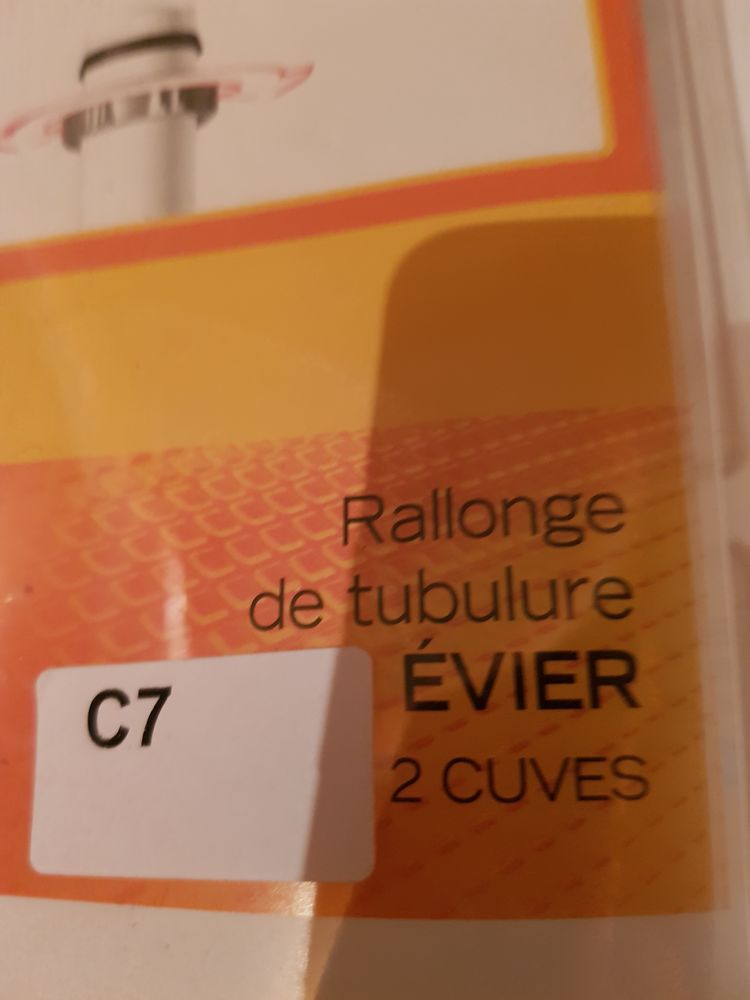 Rallonge
de tubulure
ÉVIER
2 CUVES
C7